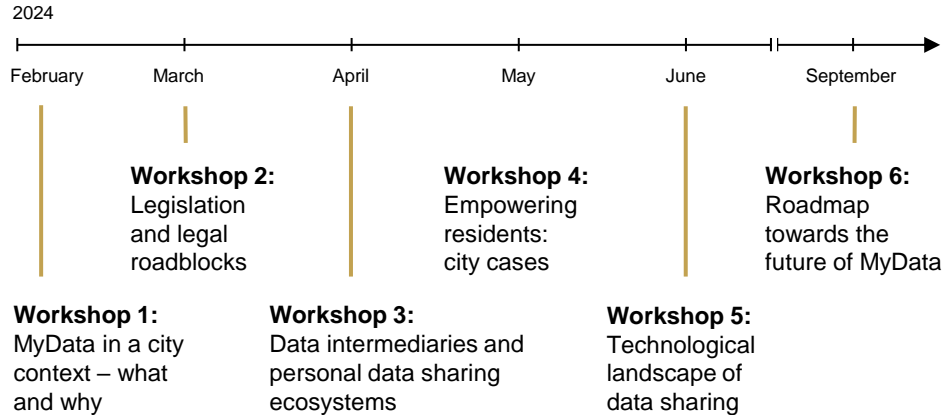 2024
February
March
April
May
June
September
Workshop 2:
Legislation
and legal
roadblocks
Workshop 4:
Empowering
residents:
city cases
Workshop 6:
Roadmap
towards the
future of MyData
Workshop 1:
MyData in a city
context – what
and why
Workshop 3:
Data intermediaries and
personal data sharing
ecosystems
Workshop 5:
Technological
landscape of
data sharing